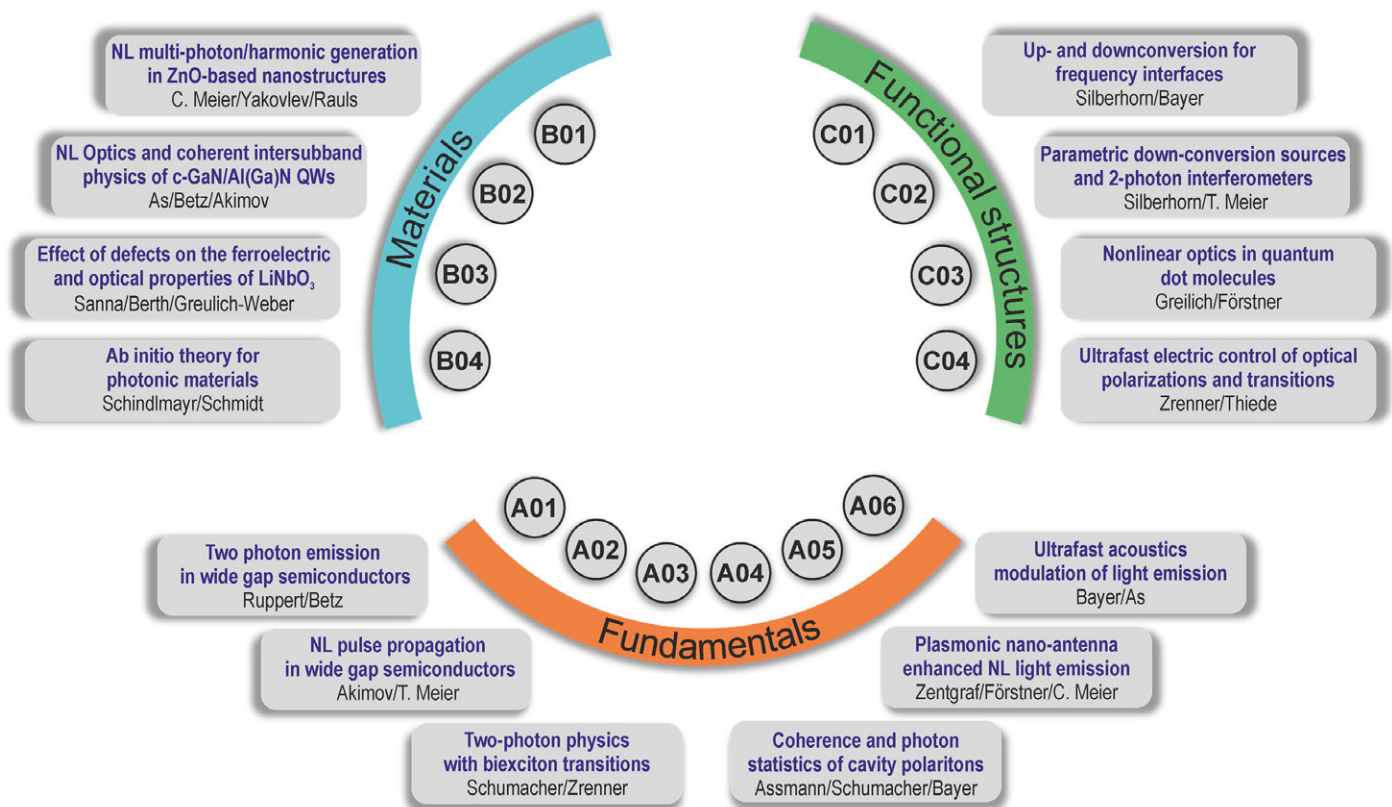 NL multi-photon/harmonic generation
in ZnO-based nanostructures
C. Meier/Yakovlev/Rauls
NL Optics and coherent intersubband
physics of c-GaN/Al(Ga)N QWs
As/Betz/Akimov
Effect of defects on the ferroelectric
and optical properties of LiNbO₃
Sanna/Berth/Greulich-Weber
Ab initio theory for
photonic materials
Schindlmayr/Schmidt
Materials
B01
B02
B03
B04
Functional structures
C01
C02
C03
C04
Up- and downconversion for
frequency interfaces
Silberhorn/Bayer
Parametric down-conversion sources
and 2-photon interferometers
Silberhorn/T. Meier
Nonlinear optics in quantum
dot molecules
Greilich/Förstner
Ultrafast electric control of optical
polarizations and transitions
Zrenner/Thiede
A01
A02
A03
A04
A05
A06
Fundamentals
Two photon emission
in wide gap semiconductors
Ruppert/Betz
NL pulse propagation
in wide gap semiconductors
Akimov/T. Meier
Two-photon physics
with biexciton transitions
Schumacher/Zrenner
Coherence and photon
statistics of cavity polaritons
Assmann/Schumacher/Bayer
Plasmonic nano-antenna
enhanced NL light emission
Zentgraf/Förstner/C. Meier
Ultrafast acoustics
modulation of light emission
Bayer/As